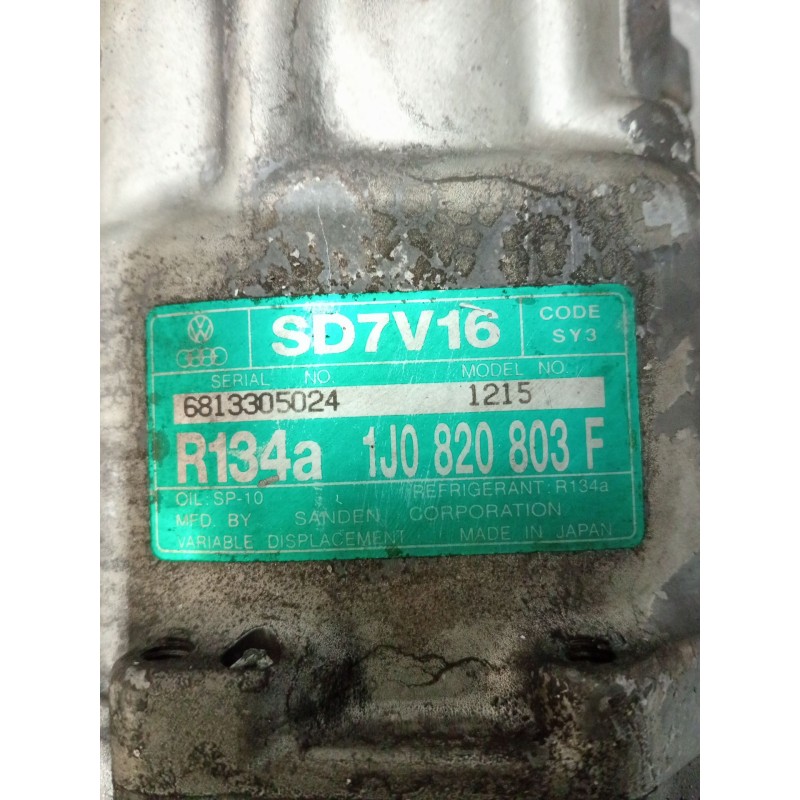 SD7V16
CODE
SY3
SERIAL NO.
MODEL NO.
6813305024
1215
R134a 1J0 820 803 F
OIL: SP-10
REFRIGERANT: R134a
MFD. BY SANDEN CORPORATION
VARIABLE DISPLACEMENT MADE IN JAPAN